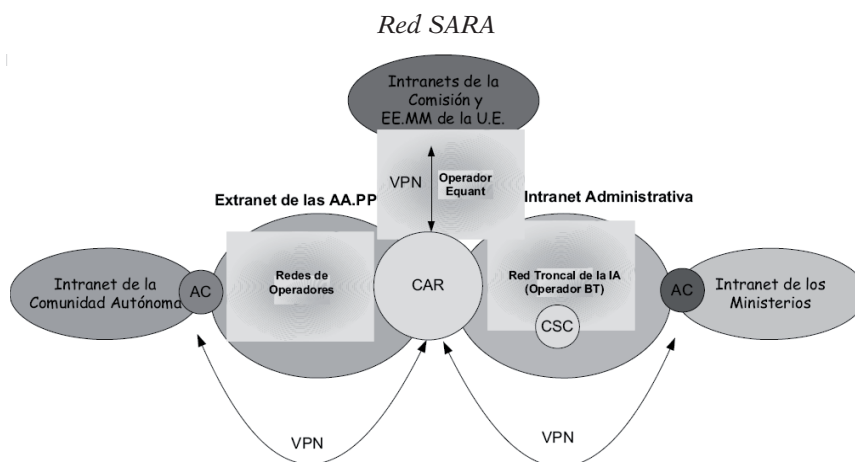 Red SARA
Intranets de la
Comisión y
EE.MM de la U.E.
VPN
Operador
Equant
Extranet de las AA.PP
Intranet Administrativa
Intranet de la
Comunidad Autónoma
AC
Redes de
Operadores
CAR
Red Troncal de la IA
(Operador BT)
CSC
AC
Intranet de los
Ministerios
VPN
VPN